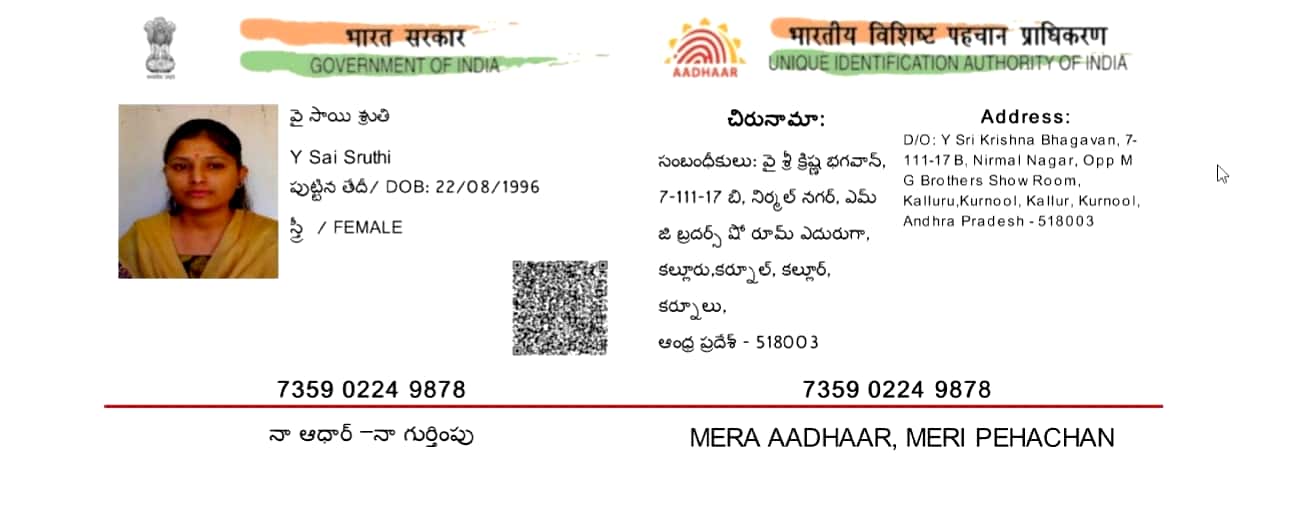 भारत सरकार
GOVERNMENT OF INDIA
వై సాయి శ్రుతి
Y Sai Sruthi
పుట్టిన తేదీ/ DOB: 22/08/1996
స్త్రీ / FEMALE
7359 0224 9878
నా ఆధార్ –నా గుర్తింపు
भारतीय विशिष्ट पहचान प्राधिकरण
AADHAAR
UNIQUE IDENTIFICATION AUTHORITY OF INDIA
చిరునామా:
సంబంధీకులు: వై శ్రీ క్రిష్ణ భగవాన్,
7-111-17 బి, నిర్మల్ నగర్, ఎమ్
జి బ్రదర్స్ షో రూమ్ ఎదురుగా,
కల్లూరు,కర్నూల్, కల్లూర్,
కర్నూలు,
ఆంధ్ర ప్రదేశ్ - 518003
Address:
D/O: Y Sri Krishna Bhagavan, 7-
111-17 B, Nirmal Nagar, Opp M
G Brothers Show Room,
Kalluru,Kurnool, Kallur, Kurnool,
Andhra Pradesh - 518003
7359 0224 9878
MERA AADHAAR, MERI PEHACHAN